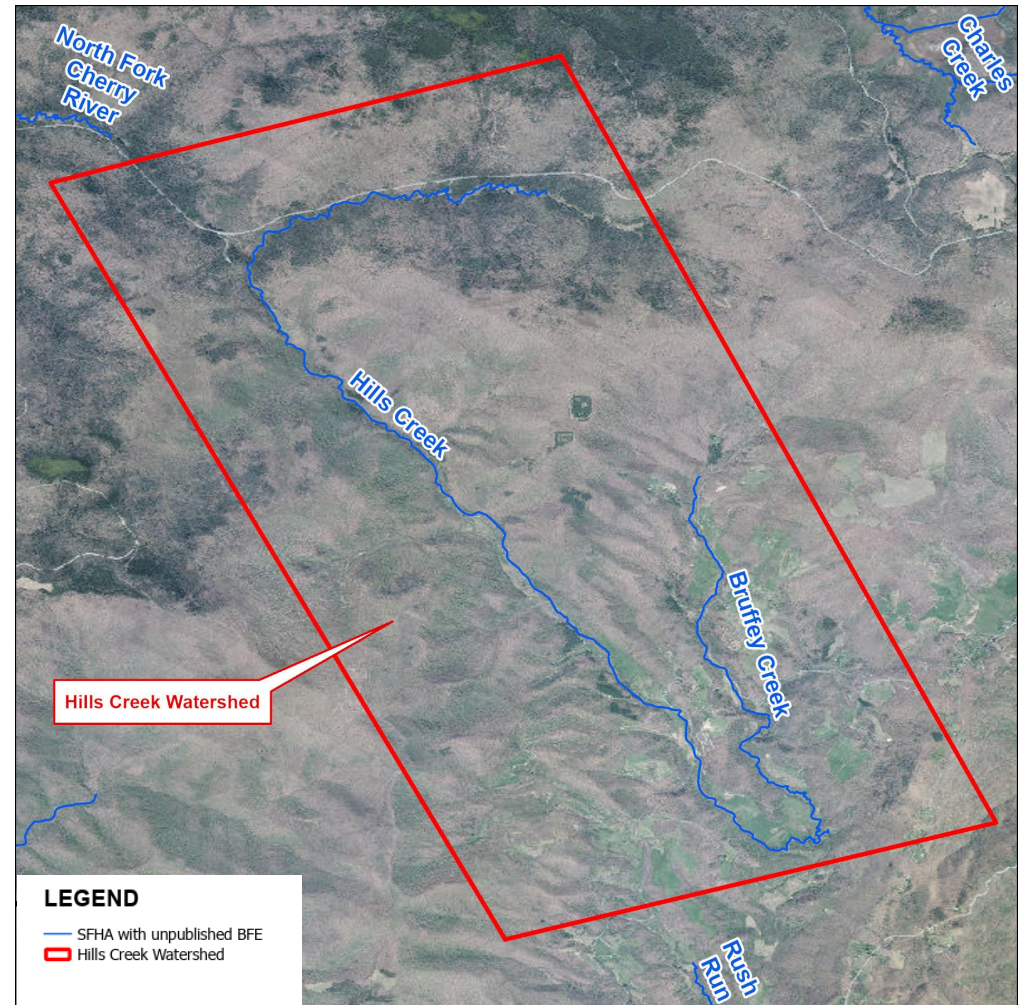 North Fork
Cherry
River
Charles
Creek
Hills Creek
Bruffey Creek
Hills Creek Watershed
LEGEND
SFHA with unpublished BFE
Hills Creek Watershed
Rush
Run